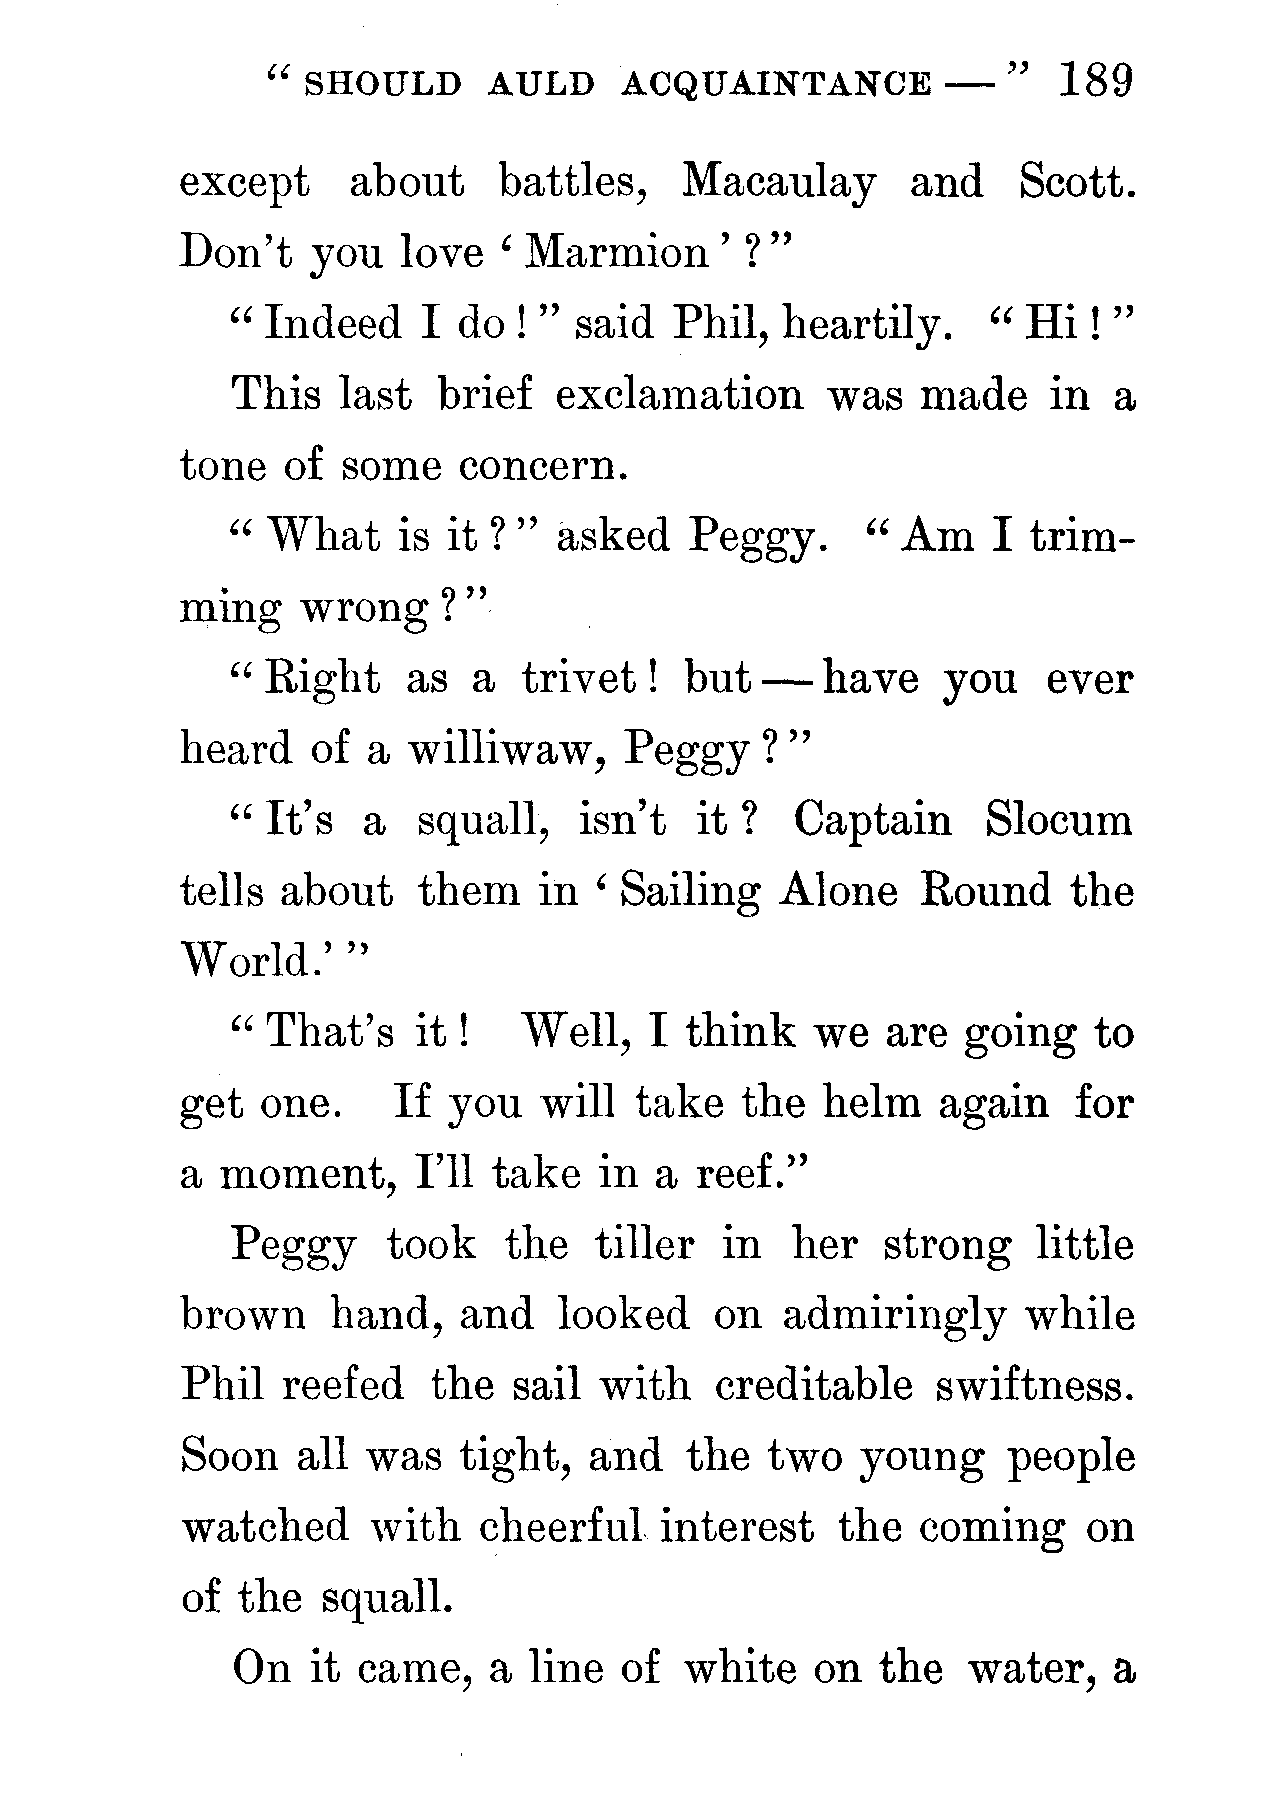 “ SHOULD AULD ACQUAINTANCE — ” 189
except about battles, Macaulay and Scott.
Don’t you love ‘ Marmion ’ ? ”
“ Indeed I do ! ” said Phil, heartily. “ Hi ! ”
This last brief exclamation was made in a
tone of some concern.
“ What is it ? ” asked Peggy. “ Am I trim-
ming wrong ? ”
“ Right as a trivet ! but — have you ever
heard of a williwaw, Peggy ? ”
“ It’s a squall, isn’t it ? Captain Slocum
tells about them in ‘ Sailing Alone Round the
World.’ ”
“ That’s it ! Well, I think we are going to
get one. If you will take the helm again for
a moment, I’ll take in a reef.”
Peggy took the tiller in her strong little
brown hand, and looked on admiringly while
Phil reefed the sail with creditable swiftness.
Soon all was tight, and the two young people
watched with cheerful interest the coming on
of the squall.
On it came, a line of white on the water, a